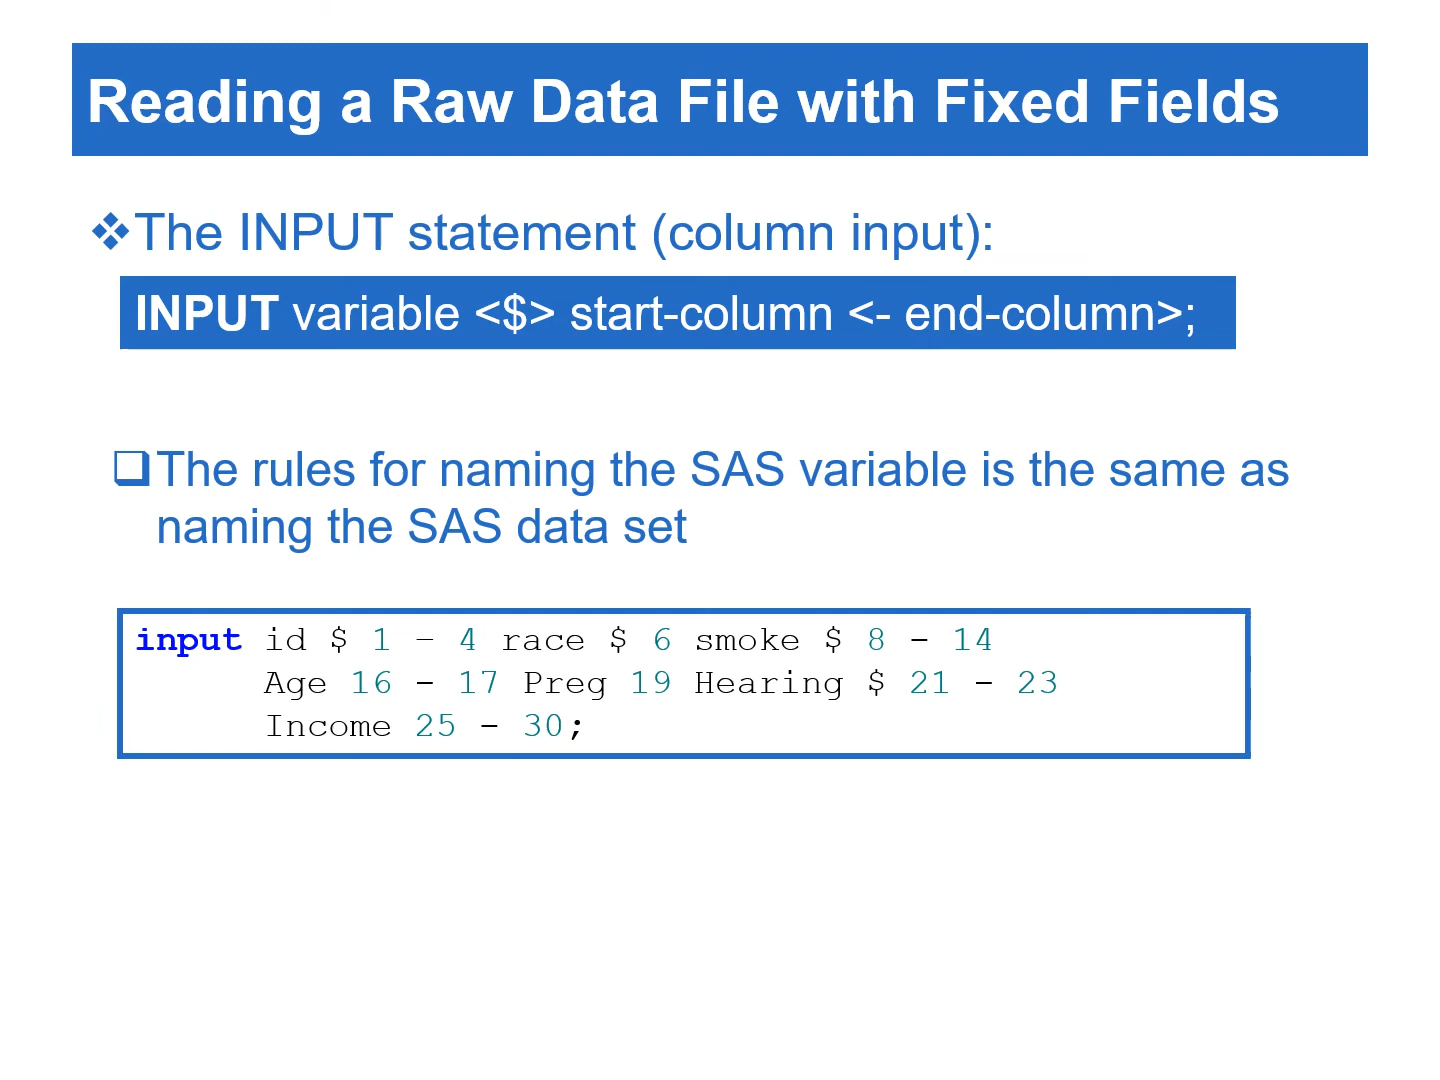 Reading a Raw Data File with Fixed Fields
❖The INPUT statement (column input):
INPUT variable <$> start-column <- end-column>;
❑The rules for naming the SAS variable is the same as
naming the SAS data set
input id $ 1 – 4 race $ 6 smoke $ 8 - 14
Age 16 - 17 Preg 19 Hearing $ 21 - 23
Income 25 - 30;